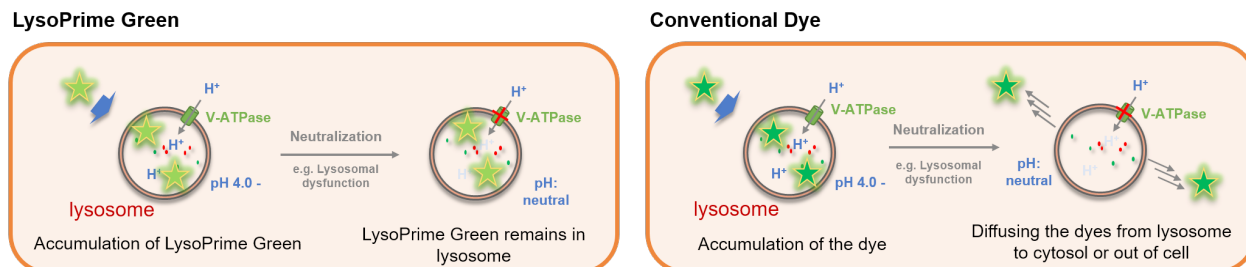 LysoPrime Green
H⁺
V-ATPase
H⁺
H⁺
pH 4.0 -
lysosome
Accumulation of LysoPrime Green
Neutralization
e.g. Lysosomal
dysfunction
H⁺
V-ATPase
H⁺
H⁺
pH:
neutral
LysoPrime Green remains in
lysosome
Conventional Dye
H⁺
V-ATPase
H⁺
H⁺
pH 4.0 -
lysosome
Accumulation of the dye
Neutralization
e.g. Lysosomal
dysfunction
H⁺
V-ATPase
H⁺
H⁺
pH:
neutral
Diffusing the dyes from lysosome
to cytosol or out of cell